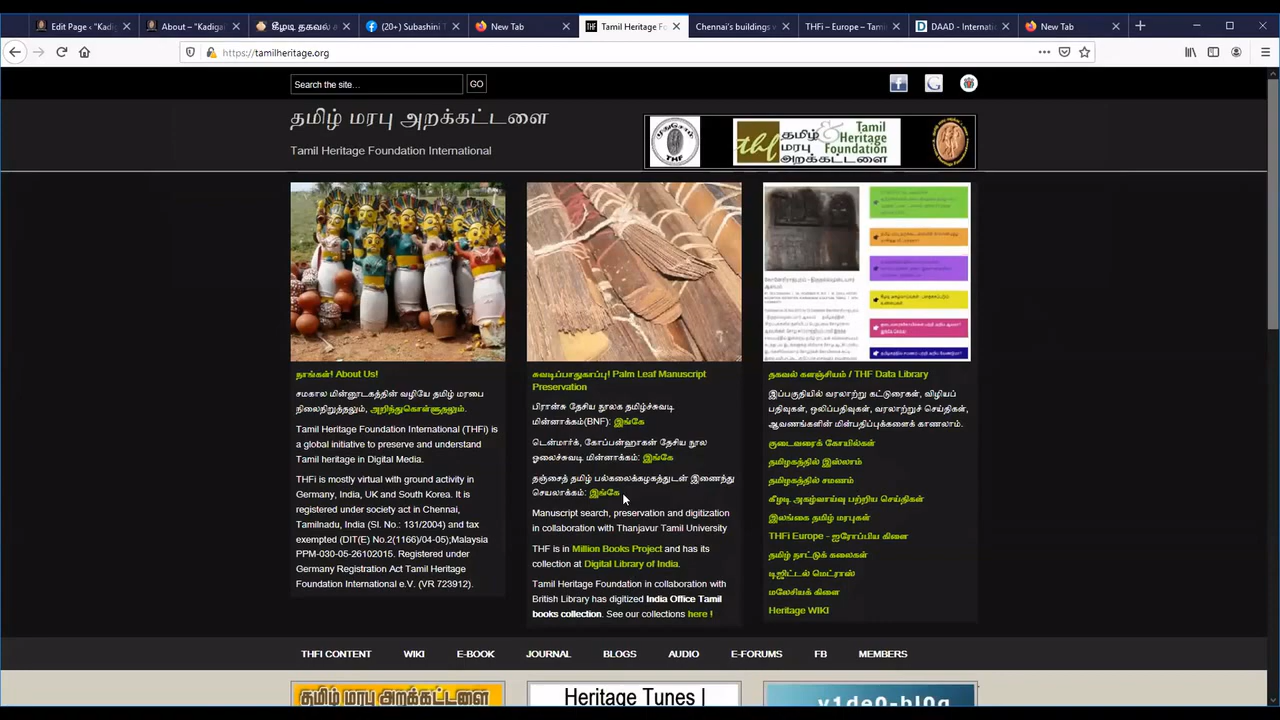 Edit Page ‹ "Kadig
About – "Kadigai
கீழடி தகவல் க
(20+) Subashini T
New Tab
Tamil Heritage Fo
Chennai's buildings w
THFi – Europe – Tam
DAAD - Internati
New Tab
https://tamilheritage.org
Search the site...
GO
தமிழ் மரபு அறக்கட்டளை
Tamil Heritage Foundation International
THF
thf
தமிழ் மரபு அறக்கட்டளை
& Tamil Heritage Foundation
நாங்கள்! About Us!
சமகால மின்னூடகத்தின் வழியே தமிழ் மரபை
நிலைநிறுத்தலும், அறிந்துகொள்ளுதலும்.
Tamil Heritage Foundation International (THFi) is
a global initiative to preserve and understand
Tamil heritage in Digital Media.
THFi is mostly virtual with ground activity in
Germany, India, UK and South Korea. It is
registered under society act in Chennai,
Tamilnadu, India (Sl. No.: 131/2004) and tax
exempted (DIT(E) No.2(1166)/04-05);Malaysia
PPM-030-05-26102015. Registered under
Germany Registration Act Tamil Heritage
Foundation International e.V. (VR 723912).
சுவடிப்பாதுகாப்பு! Palm Leaf Manuscript
Preservation
பிரான்சு தேசிய நூலக தமிழ்ச்சுவடி
மின்னாக்கம்(BNF): இங்கே
டென்மார்க், கோப்பன்ஹாகன் தேசிய நூல
ஓலைச்சுவடி மின்னாக்கம்: இங்கே
தஞ்சைத் தமிழ் பல்கலைக்கழகத்துடன் இணைந்து
செயலாக்கம்: இங்கே
Manuscript search, preservation and digitization
in collaboration with Thanjavur Tamil University
THF is in Million Books Project and has its
collection at Digital Library of India.
Tamil Heritage Foundation in collaboration with
British Library has digitized India Office Tamil
books collection. See our collections here !
தகவல் களஞ்சியம் / THF Data Library
இப்பகுதியில் வரலாற்று கட்டுரைகள், விழியப்
பதிவுகள், ஒலிப்பதிவுகள், வரலாற்றுச் செய்திகள்,
ஆவணங்களின் மின்பதிப்புக்களைக் காணலாம்.
குடைவரைக் கோயில்கள்
தமிழகத்தில் இஸ்லாம்
தமிழகத்தில் சமணம்
கீழடி அகழ்வாய்வு பற்றிய செய்திகள்
இலங்கை தமிழ் மரபுகள்
THFi Europe - ஐரோப்பிய கிளை
தமிழ் நாட்டுக் கலைகள்
டிஜிட்டல் மெட்ராஸ்
மலேசியக் கிளை
Heritage WIKI
THFI CONTENT
WIKI
E-BOOK
JOURNAL
BLOGS
AUDIO
E-FORUMS
FB
MEMBERS
தமிழ் மரபு அறக்கட்டளை
Heritage Tunes |
v1deO-blog